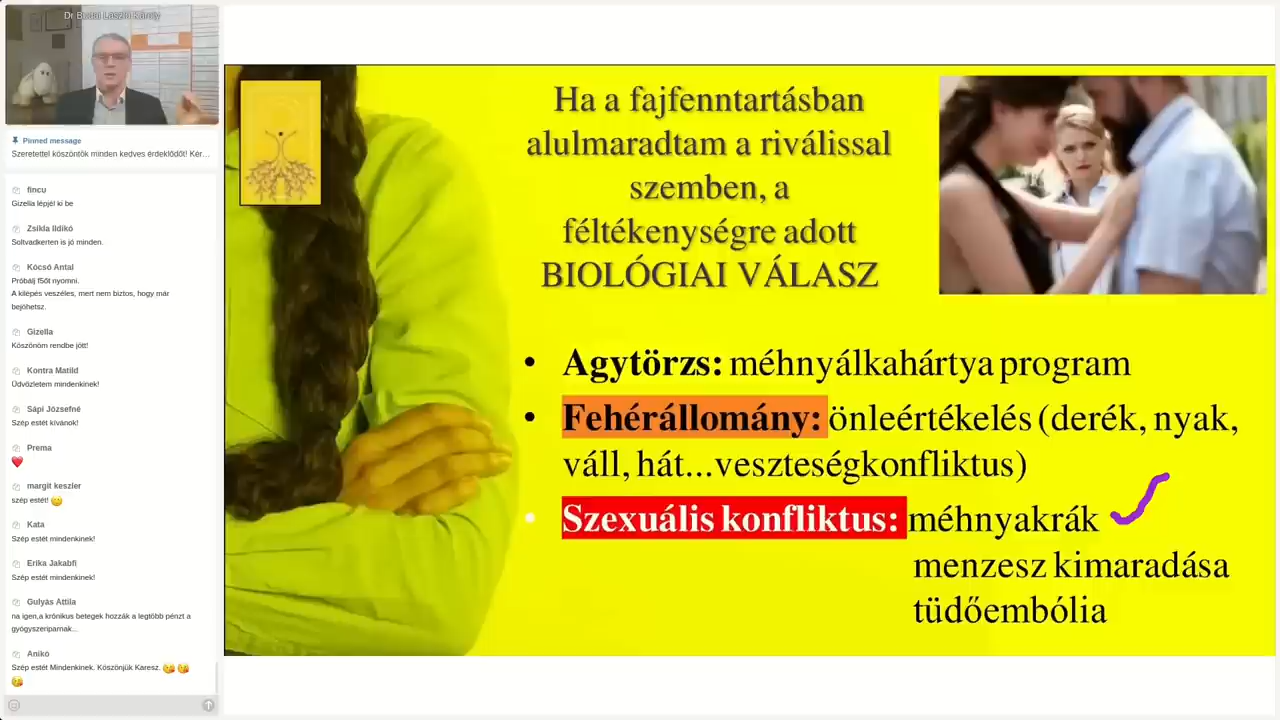 Dr Bodai László Károly
Pinned message
Szeretettel köszöntök minden kedves érdeklődőt! Kér…
fincu
Gizella lépjél ki be
Zsikla Ildikó
Soltvadkerten is jó minden.
Kócsó Antal
Próbálj f5öt nyomni.
A kilépés veszélyes, mert nem biztos, hogy már
bejöhetsz.
Gizella
Köszönöm rendbe jött!
Kontra Matild
Üdvözletem mindenkinek!
Sápi Józsefné
Szép estét kívánok!
Prema
❤️
margit keszler
szép estét! 🙂
Kata
Szép estét mindenkinek!
Erika Jakabfi
Szép estét mindenkinek!
Gulyás Attila
na igen,a krónikus betegek hozzák a legtöbb pénzt a
gyógyszeriparnak...
Anikó
Szép estét Mindenkinek. Köszönjük Karesz. 😘😘
😘
Ha a fajfenntartásban
alulmaradtam a riválissal
szemben, a
féltékenységre adott
BIOLÓGIAI VÁLASZ
• Agytörzs: méhnyálkahártya program
• Fehérállomány: önleértékelés (derék, nyak,
váll, hát...veszteségkonfliktus)
• Szexuális konfliktus: méhnyakrák
menzesz kimaradása
tüdőembólia